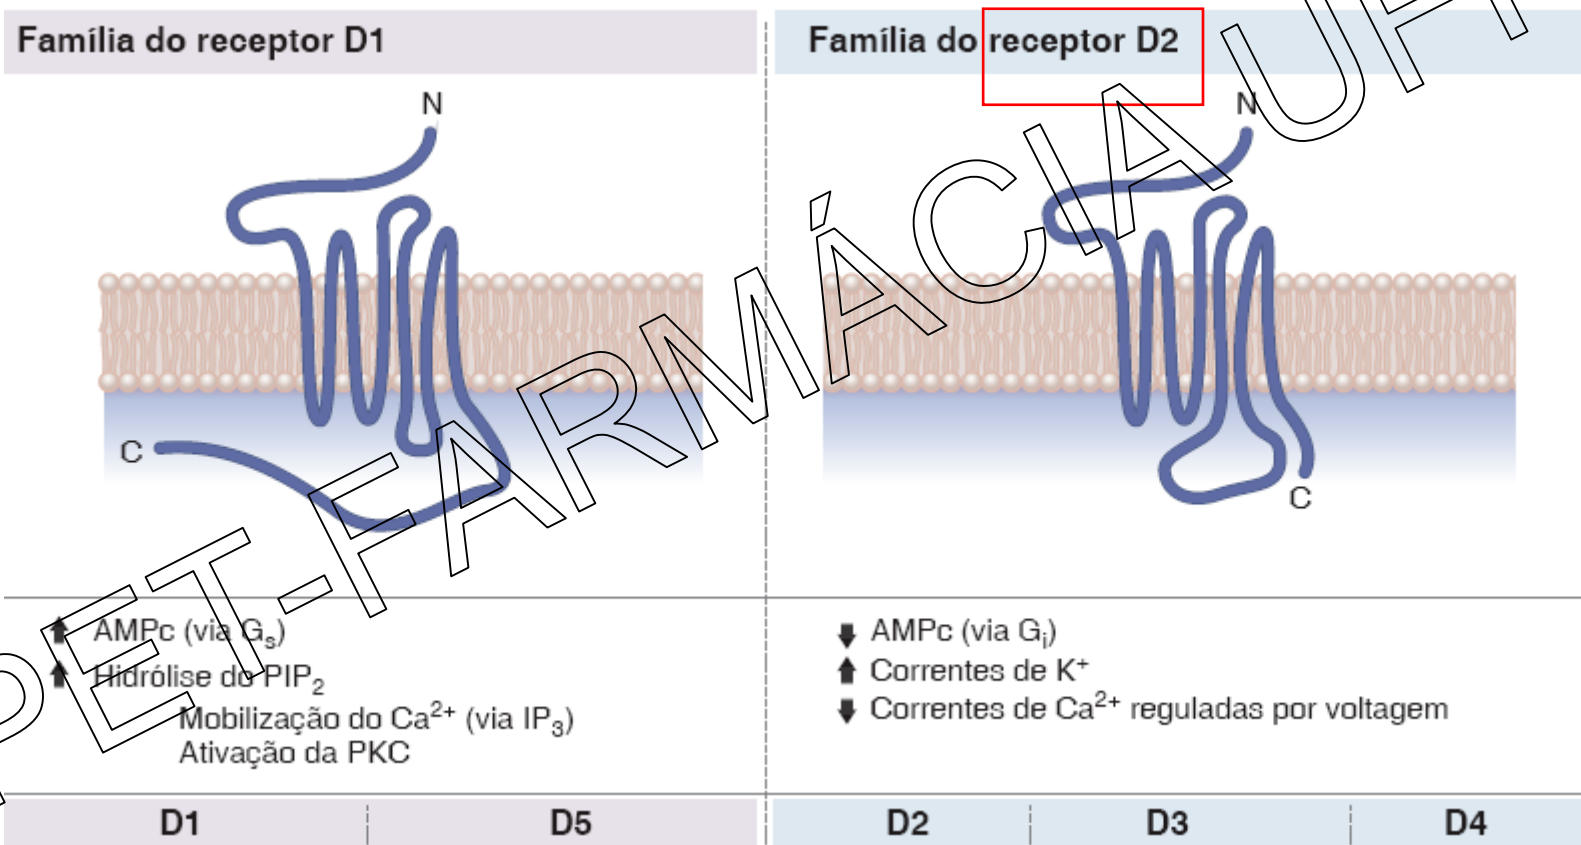 Família do receptor D1
N
C
↑ AMPc (via Gs)
↑ Hidrólise do PIP2
Mobilização do Ca2+ (via IP3)
Ativação da PKC
D1 D5
Família do receptor D2
N
C
↓ AMPc (via Gi)
↑ Correntes de K+
↓ Correntes de Ca2+ reguladas por voltagem
D2 D3 D4
PET-FARMÁCIA